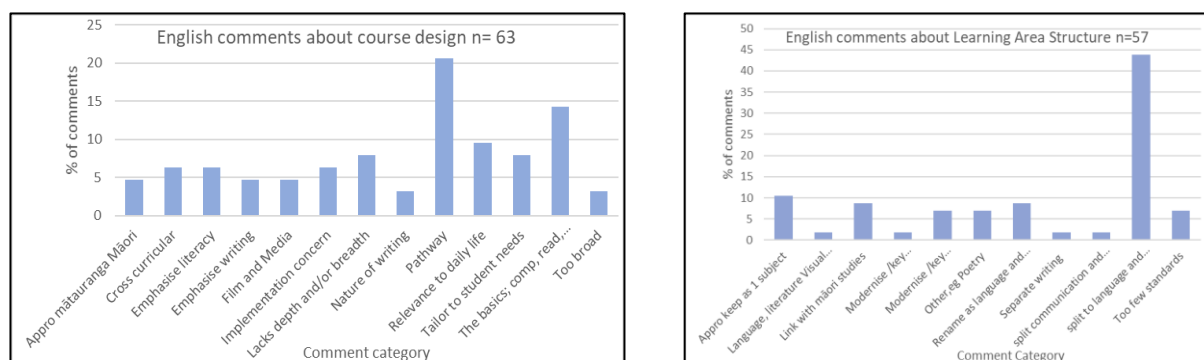 English comments about course design n= 63
% of comments
25
20
15
10
5
0
Appro mātauranga Māori
Cross curricular
Emphasise literacy
Emphasise writing
Film and Media
Implementation concern
Lacks depth and/or breadth
Nature of writing
Pathway
Relevance to daily life
Tailor to student needs
The basics; comp, read,…
Too broad
Comment category
English comments about Learning Area Structure n=57
% of comments
50
45
40
35
30
25
20
15
10
5
0
Appro keep as 1 subject
Language, literature Visual…
Link with māori studies
Modernise /key…
Modernise /key…
Other,eg Poetry
Rename as language and…
Separate writing
split communication and…
split to language and…
Too few standards
Comment Category